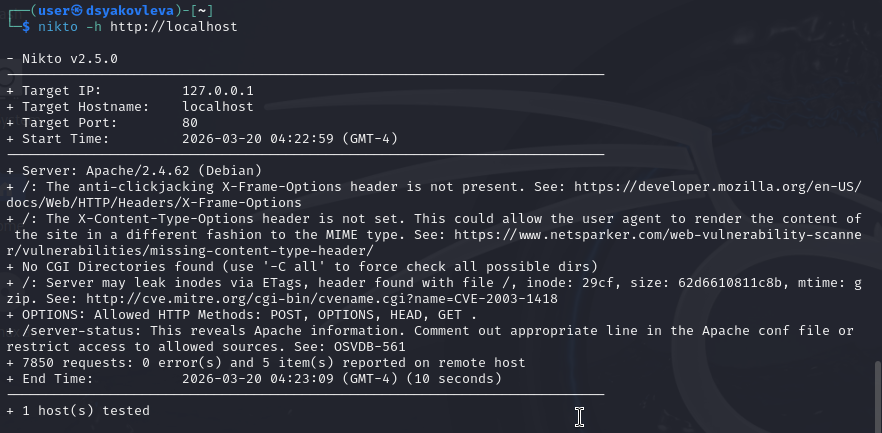 ┌──(user㉿dsyakovleva)-[~]
└─$ nikto -h http://localhost
- Nikto v2.5.0
---------------------------------------------------------------------------
+ Target IP:          127.0.0.1
+ Target Hostname:    localhost
+ Target Port:        80
+ Start Time:         2026-03-20 04:22:59 (GMT-4)
---------------------------------------------------------------------------
+ Server: Apache/2.4.62 (Debian)
+ /: The anti-clickjacking X-Frame-Options header is not present. See: https://developer.mozilla.org/en-US/
docs/Web/HTTP/Headers/X-Frame-Options
+ /: The X-Content-Type-Options header is not set. This could allow the user agent to render the content of
 the site in a different fashion to the MIME type. See: https://www.netsparker.com/web-vulnerability-scanne
r/vulnerabilities/missing-content-type-header/
+ No CGI Directories found (use '-C all' to force check all possible dirs)
+ /: Server may leak inodes via ETags, header found with file /, inode: 29cf, size: 62d6610811c8b, mtime: g
zip. See: http://cve.mitre.org/cgi-bin/cvename.cgi?name=CVE-2003-1418
+ OPTIONS: Allowed HTTP Methods: POST, OPTIONS, HEAD, GET .
+ /server-status: This reveals Apache information. Comment out appropriate line in the Apache conf file or
restrict access to allowed sources. See: OSVDB-561
+ 7850 requests: 0 error(s) and 5 item(s) reported on remote host
+ End Time:           2026-03-20 04:23:09 (GMT-4) (10 seconds)
---------------------------------------------------------------------------
+ 1 host(s) tested